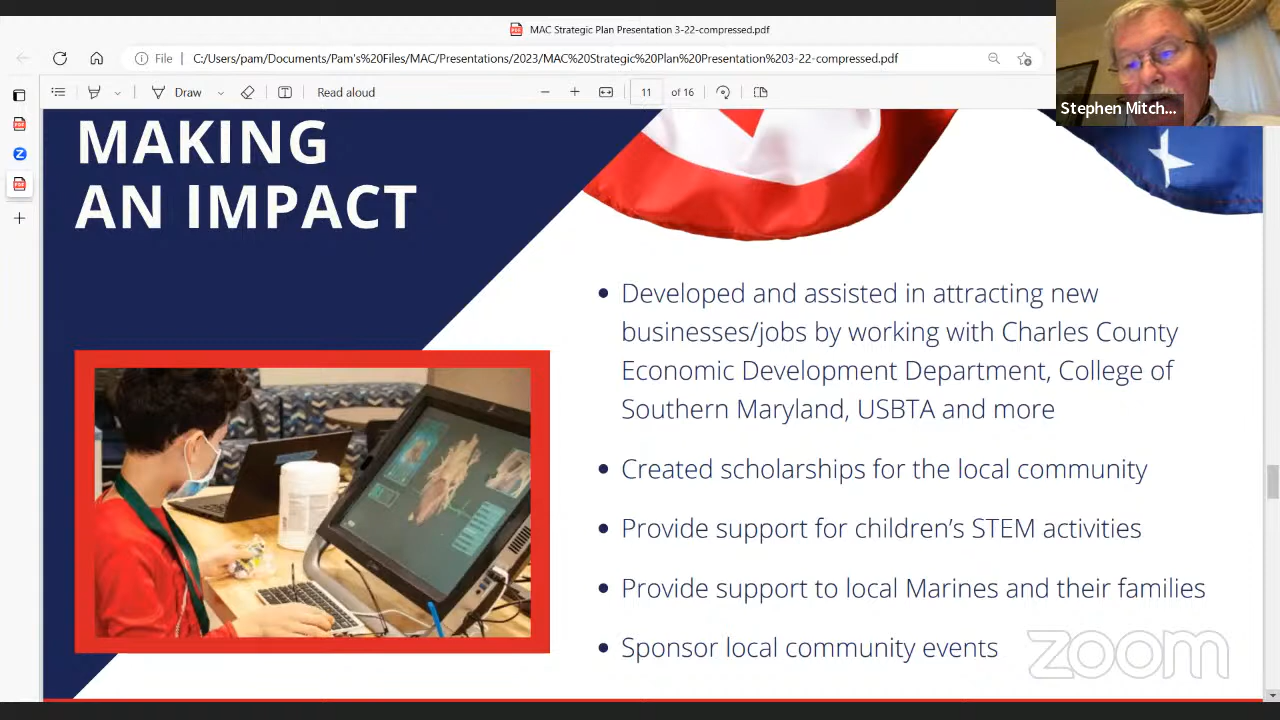 MAC Strategic Plan Presentation 3-22-compressed.pdf
File C:/Users/pam/Documents/Pam's%20Files/MAC/Presentations/2023/MAC%20Strategic%20Plan%20Presentation%203-22-compressed.pdf
Draw Read aloud 11 of 16
Stephen Mitch...
MAKING
AN IMPACT
• Developed and assisted in attracting new
businesses/jobs by working with Charles County
Economic Development Department, College of
Southern Maryland, USBTA and more
• Created scholarships for the local community
• Provide support for children's STEM activities
• Provide support to local Marines and their families
• Sponsor local community events
zoom